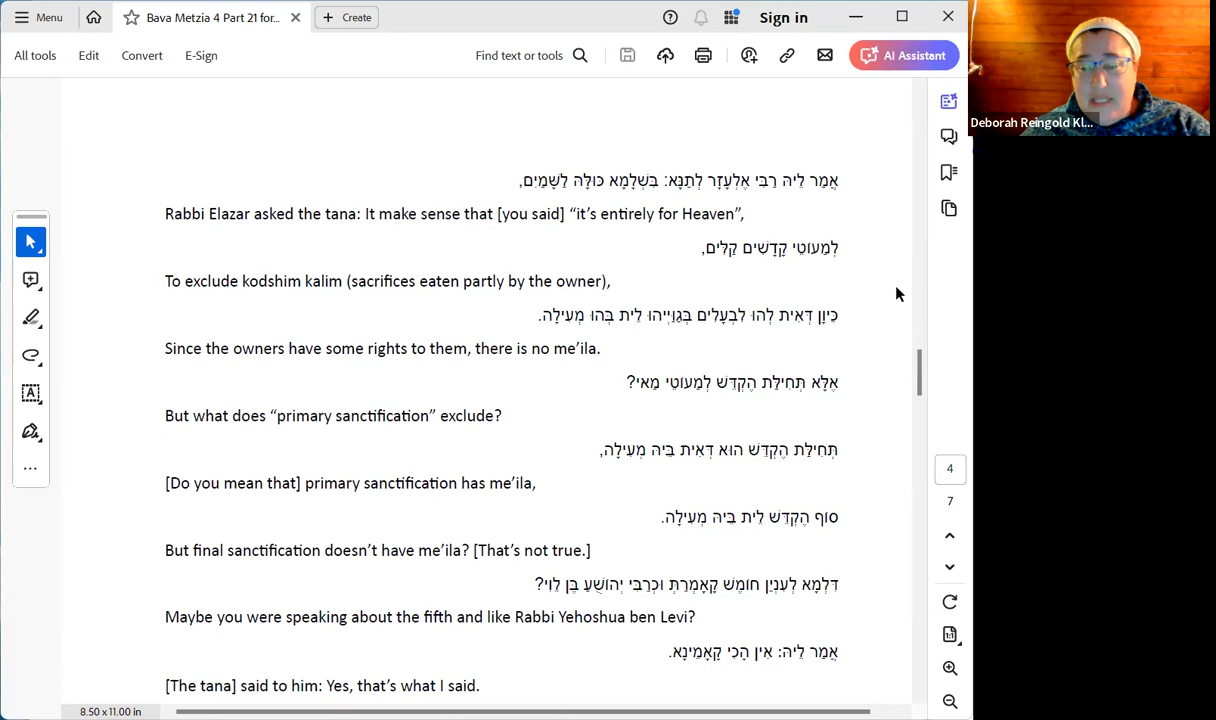 Menu
Bava Metzia 4 Part 21 for...
Create
Sign in
All tools
Edit
Convert
E-Sign
Find text or tools
AI Assistant
Deborah Reingold Kl...
אֲמַר לֵיהּ רַבִּי אֶלְעָזָר לְתַנָּא: בִּשְׁלָמָא כּוּלָּהּ לַשָּׁמַיִם,
Rabbi Elazar asked the tana: It make sense that [you said] “it’s entirely for Heaven”,
לְמַעוֹטֵי קָדָשִׁים קַלִּים,
To exclude kodshim kalim (sacrifices eaten partly by the owner),
כֵּיוָן דְּאִית לְהוּ לִבְעָלִים בְּגַוַּיְיהוּ לֵית בְּהוּ מְעִילָה.
Since the owners have some rights to them, there is no me’ila.
אֶלָּא תְּחִילַּת הֶקְדֵּשׁ לְמַעוֹטֵי מַאי?
But what does “primary sanctification” exclude?
תְּחִילַּת הֶקְדֵּשׁ הוּא דְּאִית בֵּיהּ מְעִילָה,
[Do you mean that] primary sanctification has me’ila,
סוֹף הֶקְדֵּשׁ לֵית בֵּיהּ מְעִילָה.
But final sanctification doesn’t have me’ila? [That’s not true.]
דִּלְמָא לְעִנְיַן חוֹמֶשׁ קָאָמְרַתְּ וּכְרַבִּי יְהוֹשֻׁעַ בֶּן לֵוִי?
Maybe you were speaking about the fifth and like Rabbi Yehoshua ben Levi?
אֲמַר לֵיהּ: אִין הָכִי קָאָמֵינָא.
[The tana] said to him: Yes, that’s what I said.
4
7
1:1
8.50 x 11.00 in